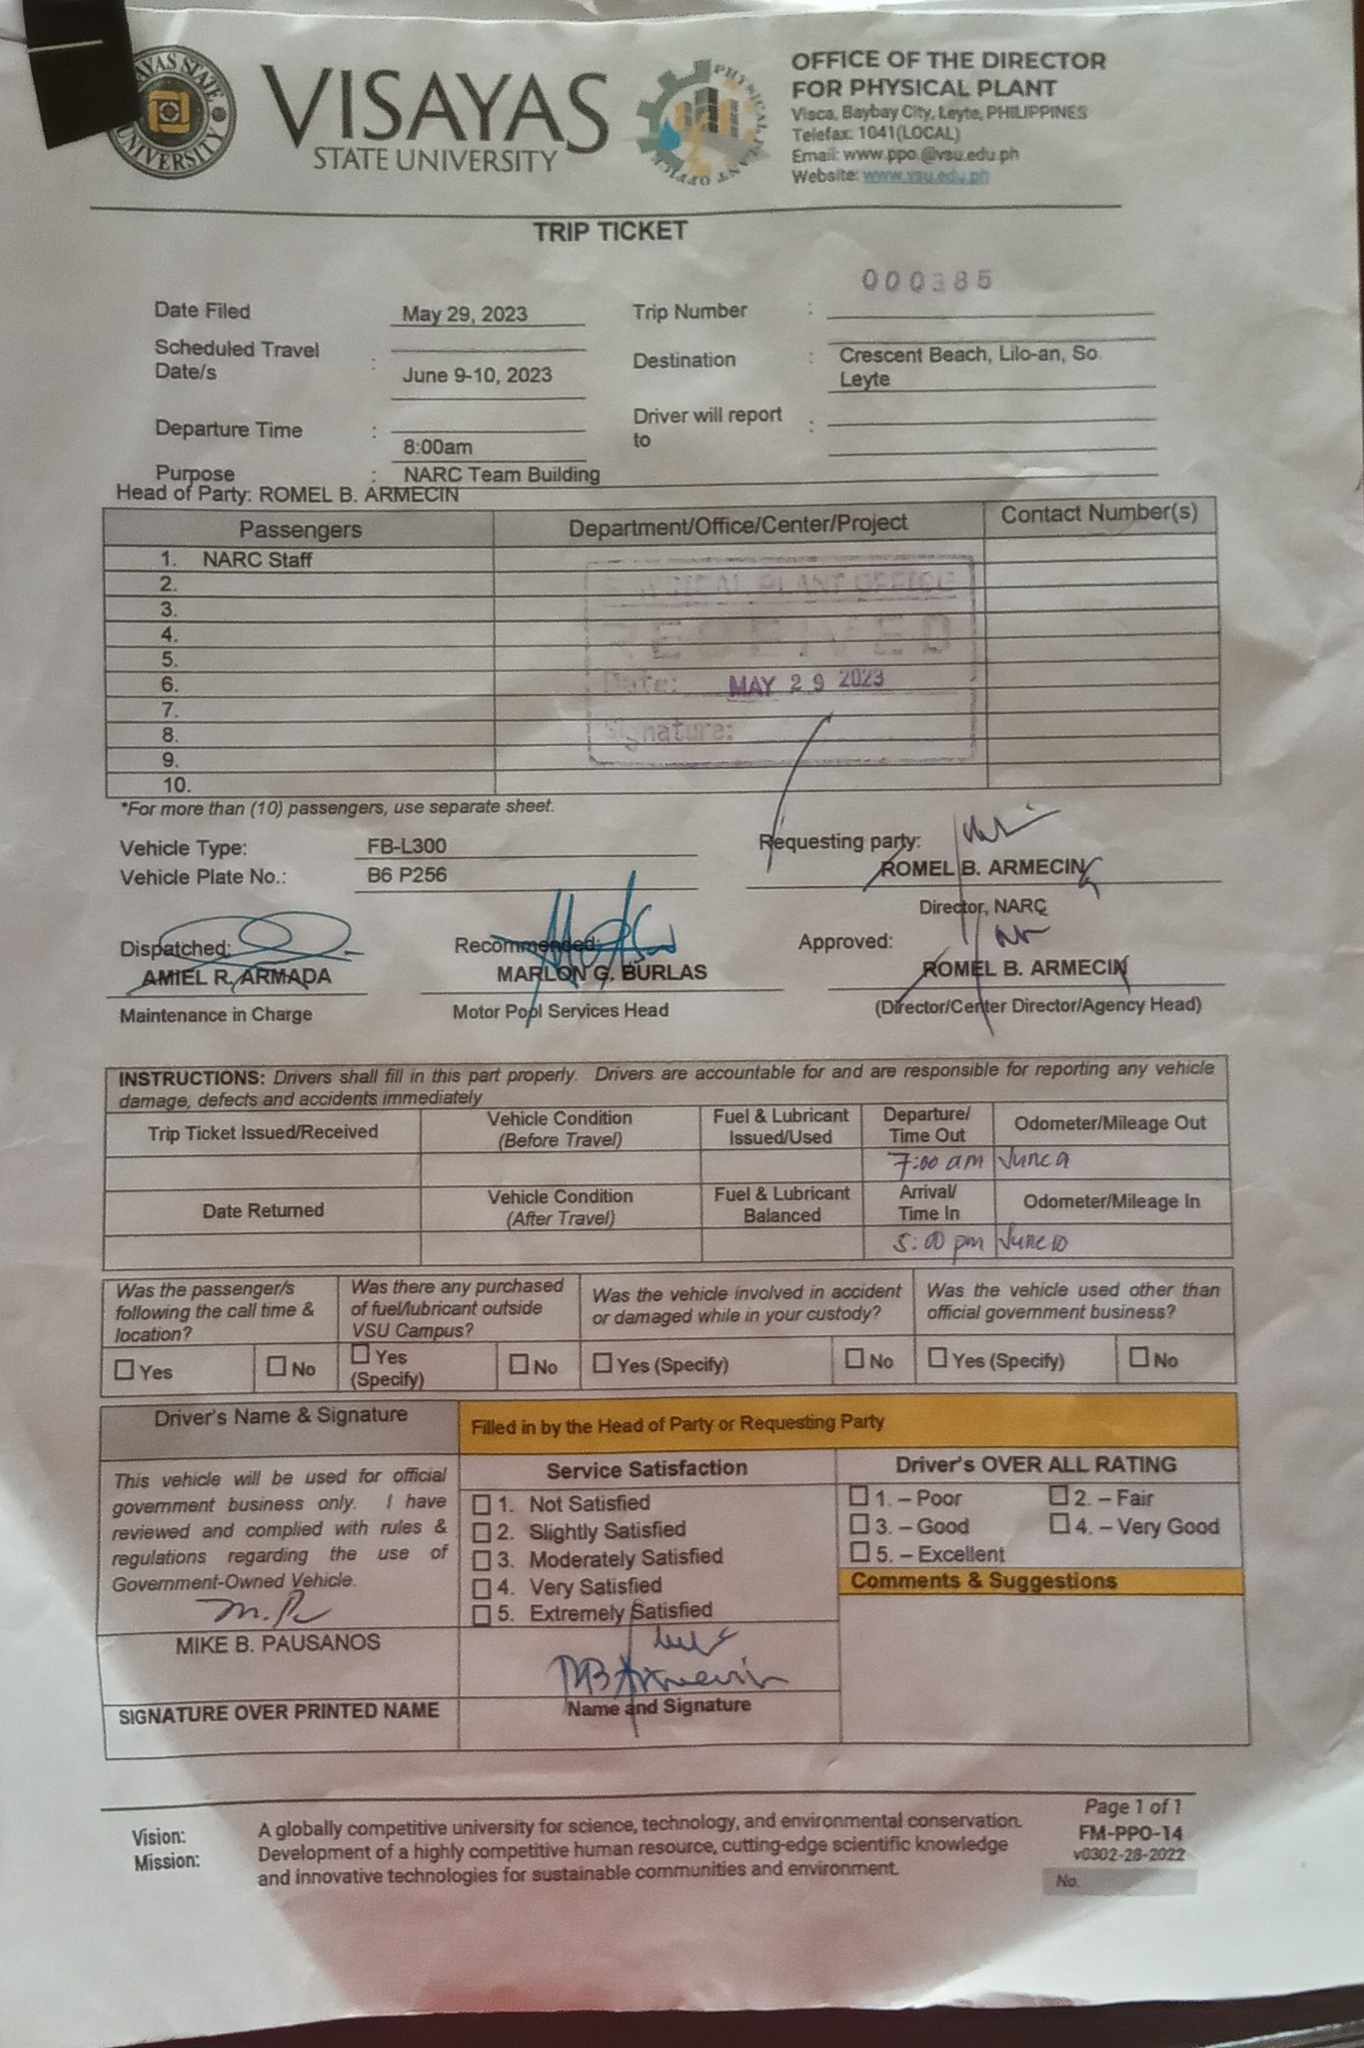 VISAYAS
STATE UNIVERSITY
OFFICE OF THE DIRECTOR
FOR PHYSICAL PLANT
Visca, Baybay City, Leyte, PHILIPPINES
Telefax: 1041(LOCAL)
Email: www.ppo.@vsu.edu.ph
Website: www.vsu.edu.ph
TRIP TICKET
000385
Date Filed May 29, 2023 Trip Number :
Scheduled Travel Date/s : June 9-10, 2023 Destination : Crescent Beach, Lilo-an, So. Leyte
Departure Time : 8:00am Driver will report to :
Purpose : NARC Team Building
Head of Party: ROMEL B. ARMECIN
Passengers Department/Office/Center/Project Contact Number(s)
1. NARC Staff
2.
3.
4.
5.
6.
7.
8.
9.
10.
PHYSICAL PLANT OFFICE
RECEIVED
Date: MAY 29 2023
Signature:
*For more than (10) passengers, use separate sheet.
Vehicle Type: FB-L300 Requesting party:
Vehicle Plate No.: B6 P256 ROMEL B. ARMECIN
Director, NARC
Dispatched: Recommended: Approved:
AMIEL R. ARMADA MARLON G. BURLAS ROMEL B. ARMECIN
Maintenance in Charge Motor Pool Services Head (Director/Center Director/Agency Head)
INSTRUCTIONS: Drivers shall fill in this part properly. Drivers are accountable for and are responsible for reporting any vehicle
damage, defects and accidents immediately
Trip Ticket Issued/Received Vehicle Condition (Before Travel) Fuel & Lubricant Issued/Used Departure/ Time Out Odometer/Mileage Out
7:00 am June 9
Date Returned Vehicle Condition (After Travel) Fuel & Lubricant Balanced Arrival/ Time In Odometer/Mileage In
5:00 pm June 10
Was the passenger/s following the call time & location? Was there any purchased of fuel/lubricant outside VSU Campus? Was the vehicle involved in accident or damaged while in your custody? Was the vehicle used other than official government business?
Yes No Yes (Specify) No Yes (Specify) No Yes (Specify) No
Driver's Name & Signature Filled in by the Head of Party or Requesting Party
This vehicle will be used for official
government business only. I have
reviewed and complied with rules &
regulations regarding the use of
Government-Owned Vehicle.
MIKE B. PAUSANOS
SIGNATURE OVER PRINTED NAME
Service Satisfaction
1. Not Satisfied
2. Slightly Satisfied
3. Moderately Satisfied
4. Very Satisfied
5. Extremely Satisfied
RB Armecin
Name and Signature
Driver's OVER ALL RATING
1. – Poor 2. – Fair
3. – Good 4. – Very Good
5. – Excellent
Comments & Suggestions
Vision: A globally competitive university for science, technology, and environmental conservation.
Mission: Development of a highly competitive human resource, cutting-edge scientific knowledge
and innovative technologies for sustainable communities and environment.
Page 1 of 1
FM-PPO-14
v0302-28-2022
No.